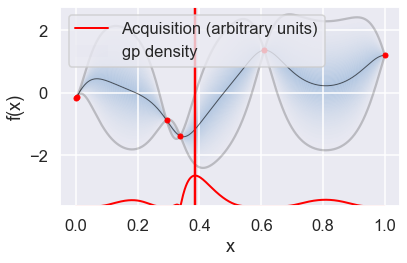 Acquisition (arbitrary units)
gp density
2
0
−2
f(x)
0.0 0.2 0.4 0.6 0.8 1.0
x